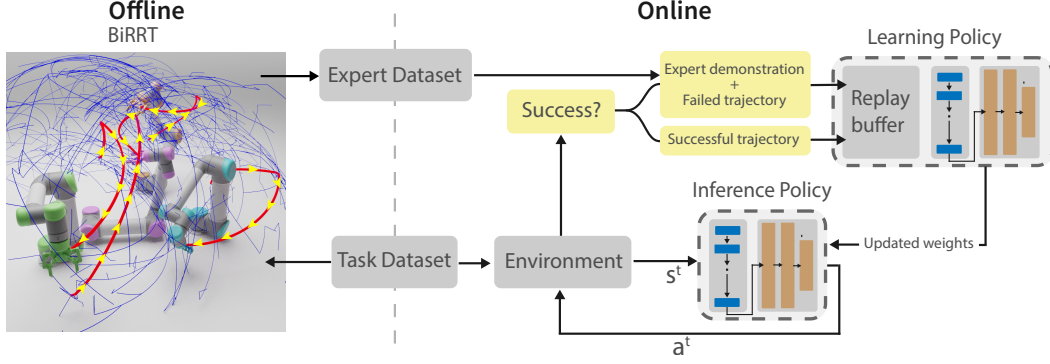 Offline
BiRRT
Online
Expert Dataset
Expert demonstration
+
Failed trajectory
Success?
Successful trajectory
Learning Policy
Replay
buffer
Inference Policy
Updated weights
Task Dataset
Environment
s^t
a^t